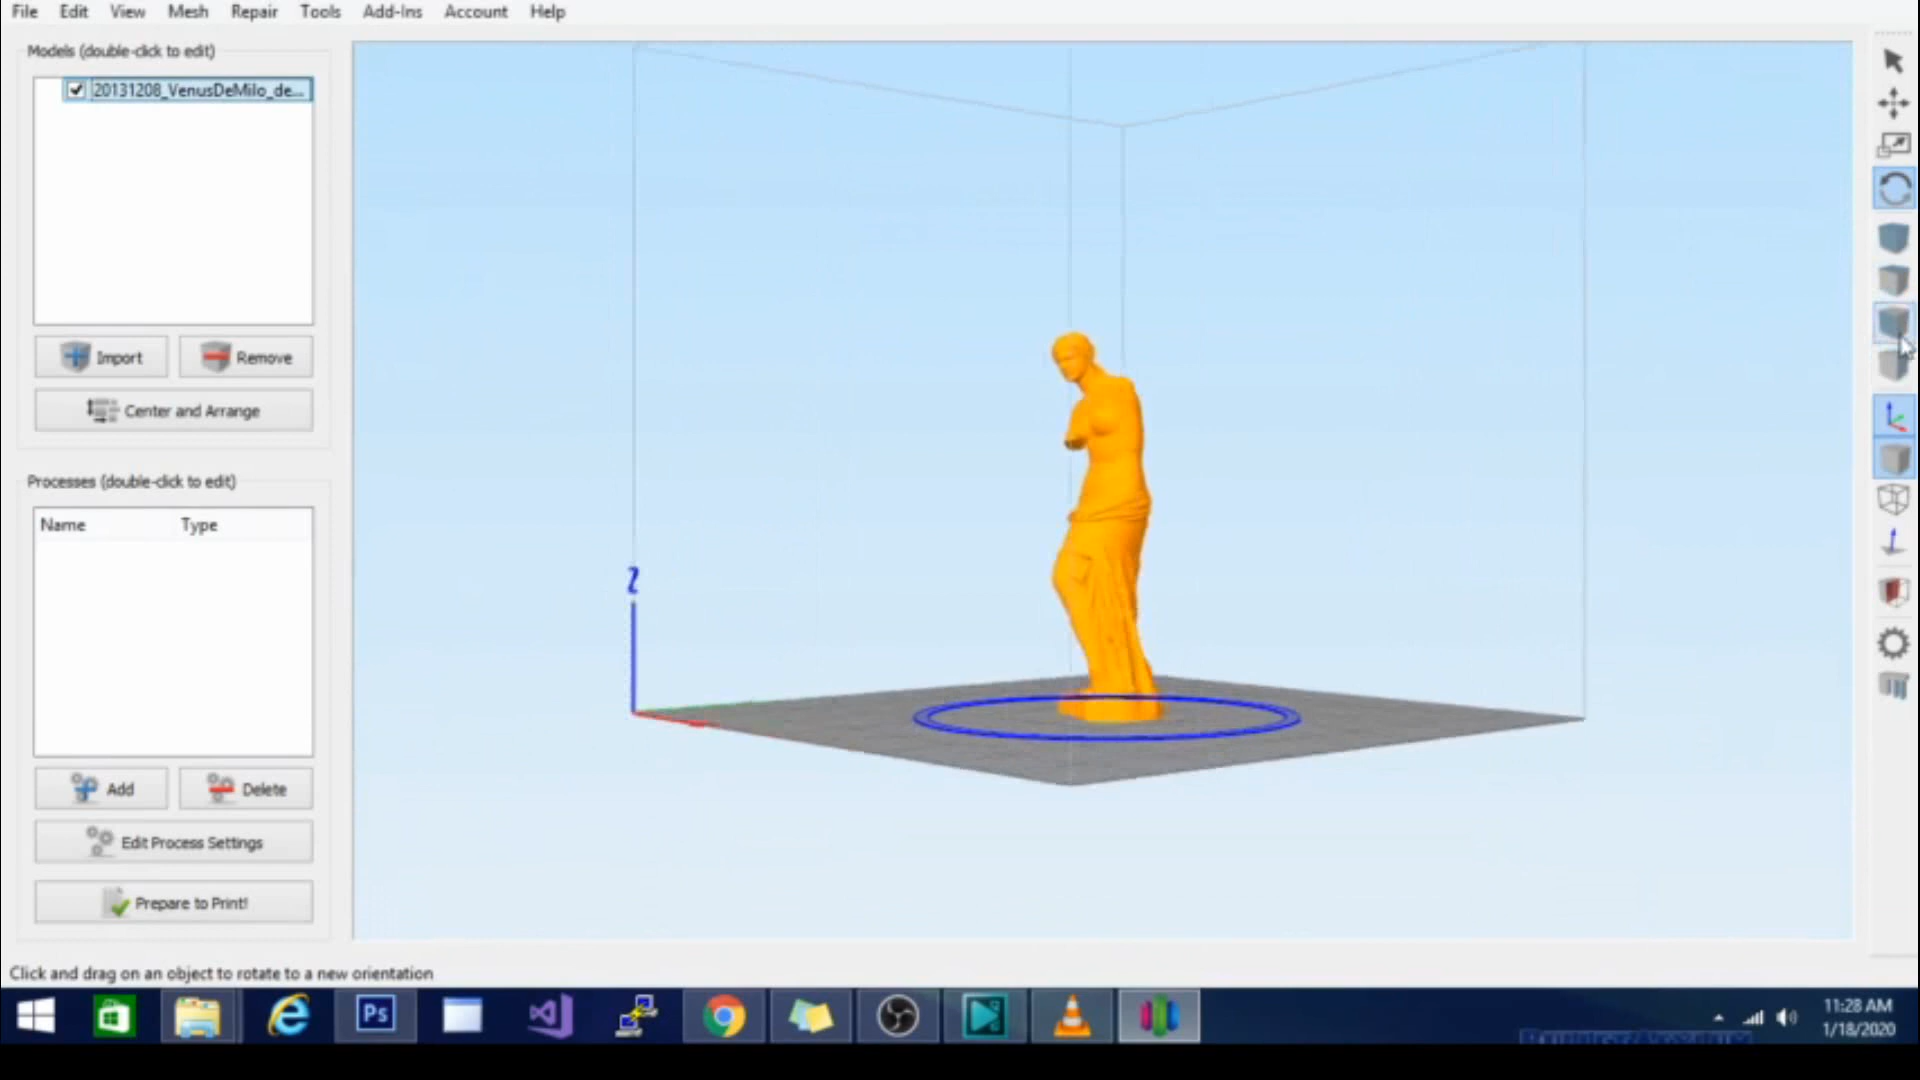 File Edit View Mesh Repair Tools Add-Ins Account Help
Models (double-click to edit)
20131208_VenusDeMilo_de...
Import Remove
Center and Arrange
Processes (double-click to edit)
Name Type
Z
Add Delete
Edit Process Settings
Prepare to Print!
Click and drag on an object to rotate to a new orientation
Ps
11:28 AM
1/18/2020